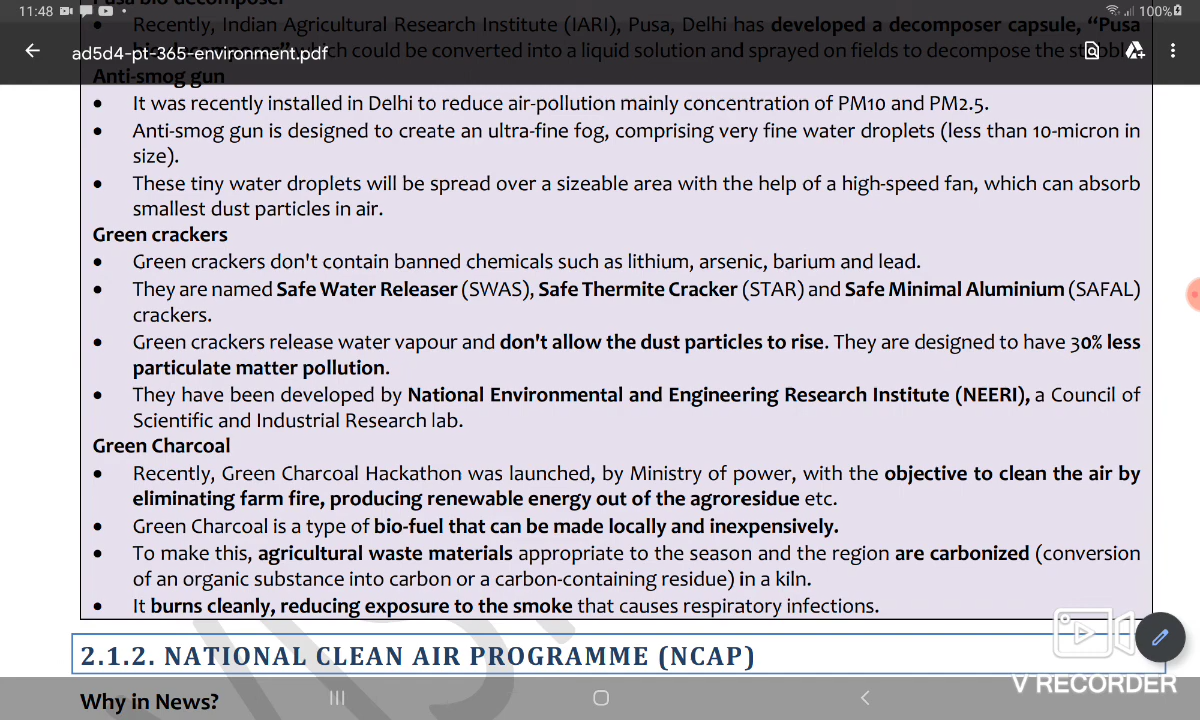 11:48
100%
Pusa bio decomposer
• Recently, Indian Agricultural Research Institute (IARI), Pusa, Delhi has developed a decomposer capsule, “Pusa
ad5d4-pt-365-environment.pdf
which could be converted into a liquid solution and sprayed on fields to decompose the
Anti-smog gun
• It was recently installed in Delhi to reduce air-pollution mainly concentration of PM10 and PM2.5.
• Anti-smog gun is designed to create an ultra-fine fog, comprising very fine water droplets (less than 10-micron in
size).
• These tiny water droplets will be spread over a sizeable area with the help of a high-speed fan, which can absorb
smallest dust particles in air.
Green crackers
• Green crackers don't contain banned chemicals such as lithium, arsenic, barium and lead.
• They are named Safe Water Releaser (SWAS), Safe Thermite Cracker (STAR) and Safe Minimal Aluminium (SAFAL)
crackers.
• Green crackers release water vapour and don't allow the dust particles to rise. They are designed to have 30% less
particulate matter pollution.
• They have been developed by National Environmental and Engineering Research Institute (NEERI), a Council of
Scientific and Industrial Research lab.
Green Charcoal
• Recently, Green Charcoal Hackathon was launched, by Ministry of power, with the objective to clean the air by
eliminating farm fire, producing renewable energy out of the agroresidue etc.
• Green Charcoal is a type of bio-fuel that can be made locally and inexpensively.
• To make this, agricultural waste materials appropriate to the season and the region are carbonized (conversion
of an organic substance into carbon or a carbon-containing residue) in a kiln.
• It burns cleanly, reducing exposure to the smoke that causes respiratory infections.
2.1.2. NATIONAL CLEAN AIR PROGRAMME (NCAP)
V RECORDER
Why in News?